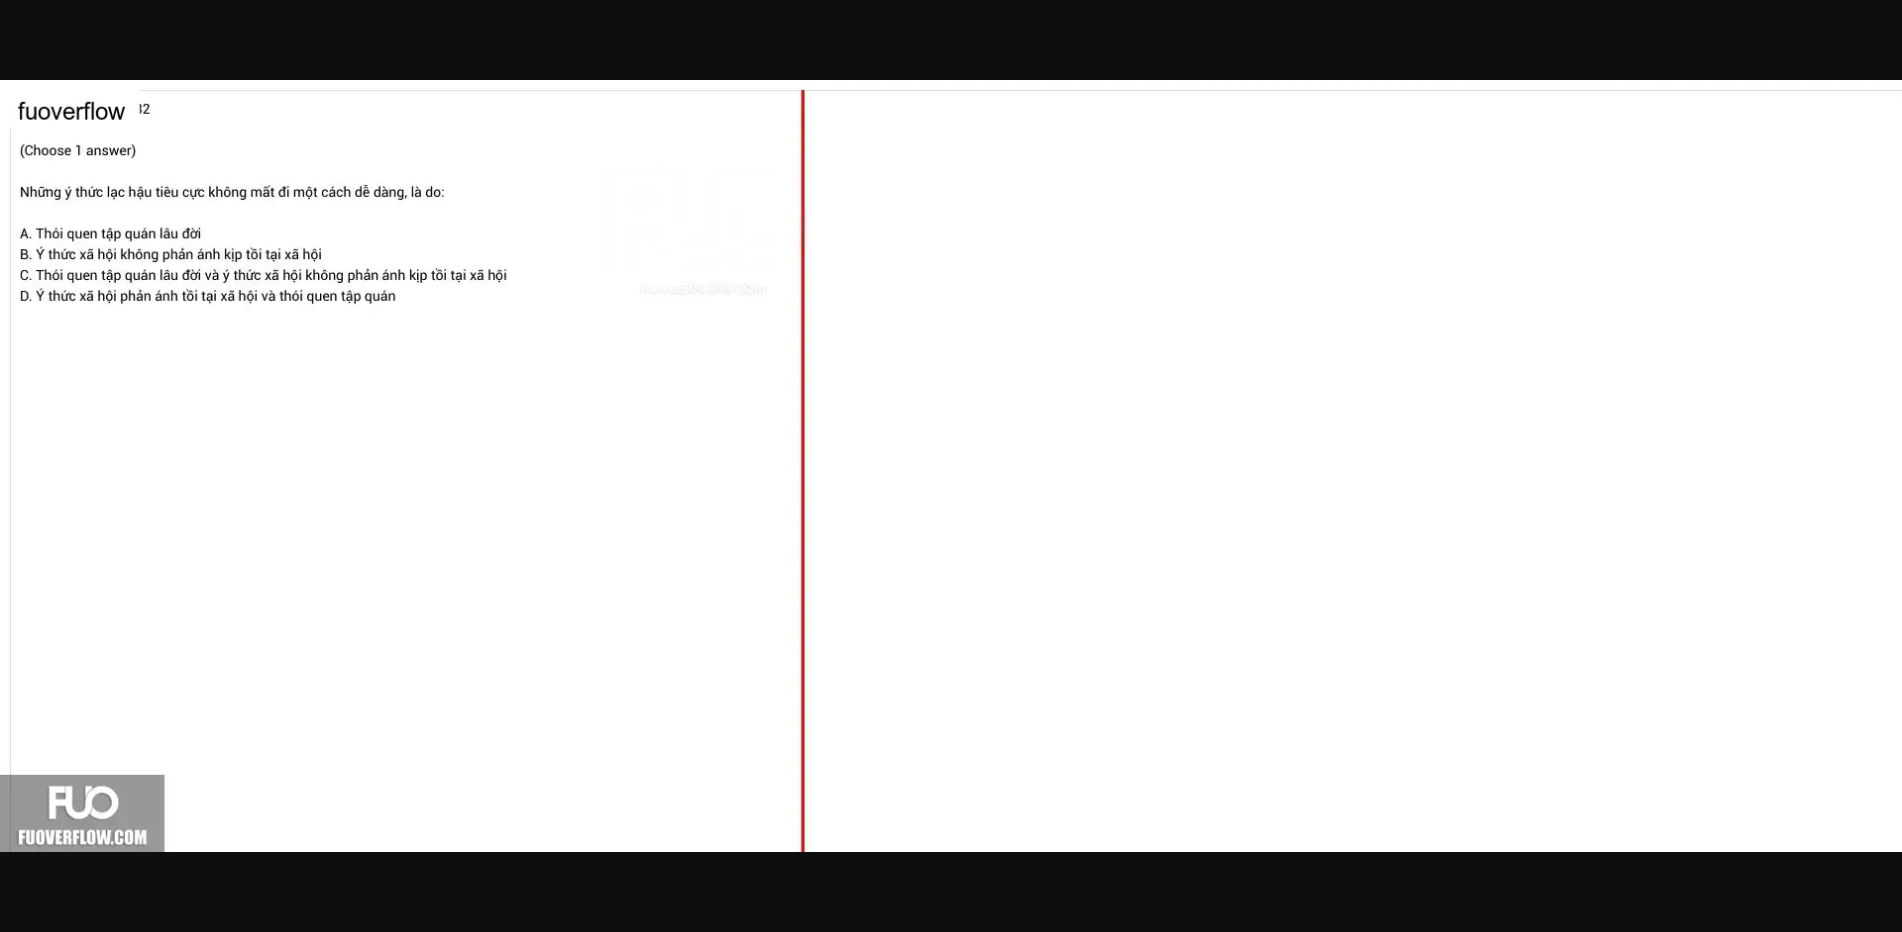 fuoverflow 32
(Choose 1 answer)
Những ý thức lạc hậu tiêu cực không mất đi một cách dễ dàng, là do:
A. Thói quen tập quán lâu đời
B. Ý thức xã hội không phản ánh kịp tồi tại xã hội
C. Thói quen tập quán lâu đời và ý thức xã hội không phản ánh kịp tồi tại xã hội
D. Ý thức xã hội phản ánh tồi tại xã hội và thói quen tập quán
FUOVERFLOW.COM
FUO
FUOVERFLOW.COM